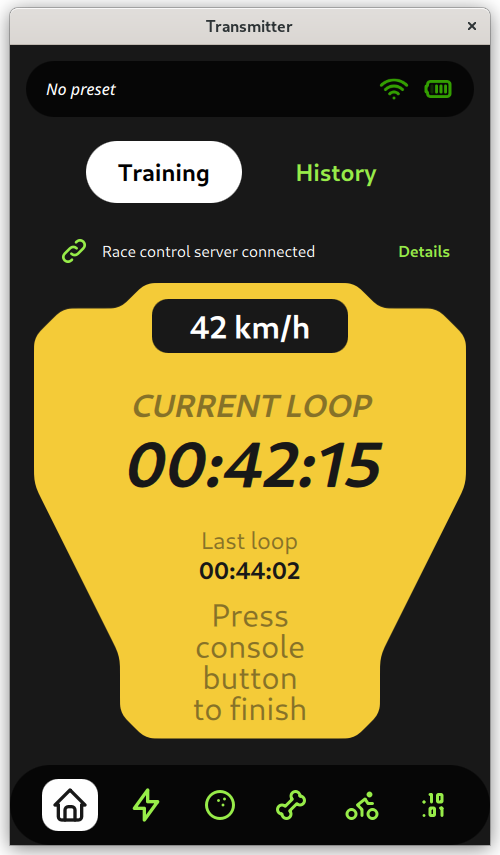 Transmitter
No preset
Training
History
Race control server connected
Details
42 km/h
CURRENT LOOP
00:42:15
Last loop
00:44:02
Press
console
button
to finish
10
01